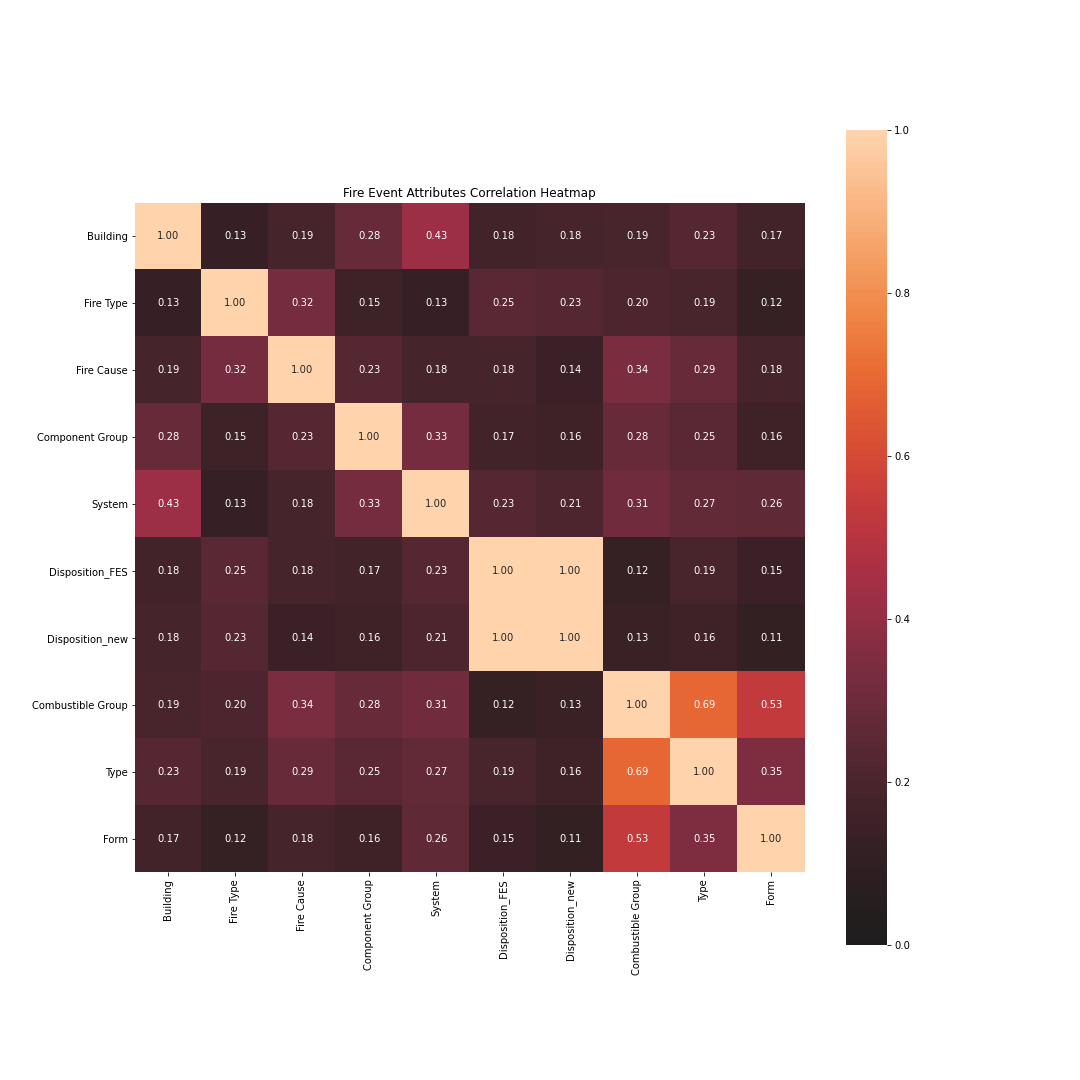 Fire Event Attributes Correlation Heatmap
Building 1.00 0.13 0.19 0.28 0.43 0.18 0.18 0.19 0.23 0.17
Fire Type 0.13 1.00 0.32 0.15 0.13 0.25 0.23 0.20 0.19 0.12
Fire Cause 0.19 0.32 1.00 0.23 0.18 0.18 0.14 0.34 0.29 0.18
Component Group 0.28 0.15 0.23 1.00 0.33 0.17 0.16 0.28 0.25 0.16
System 0.43 0.13 0.18 0.33 1.00 0.23 0.21 0.31 0.27 0.26
Disposition_FES 0.18 0.25 0.18 0.17 0.23 1.00 1.00 0.12 0.19 0.15
Disposition_new 0.18 0.23 0.14 0.16 0.21 1.00 1.00 0.13 0.16 0.11
Combustible Group 0.19 0.20 0.34 0.28 0.31 0.12 0.13 1.00 0.69 0.53
Type 0.23 0.19 0.29 0.25 0.27 0.19 0.16 0.69 1.00 0.35
Form 0.17 0.12 0.18 0.16 0.26 0.15 0.11 0.53 0.35 1.00
Building
Fire Type
Fire Cause
Component Group
System
Disposition_FES
Disposition_new
Combustible Group
Type
Form
1.0
0.8
0.6
0.4
0.2
0.0